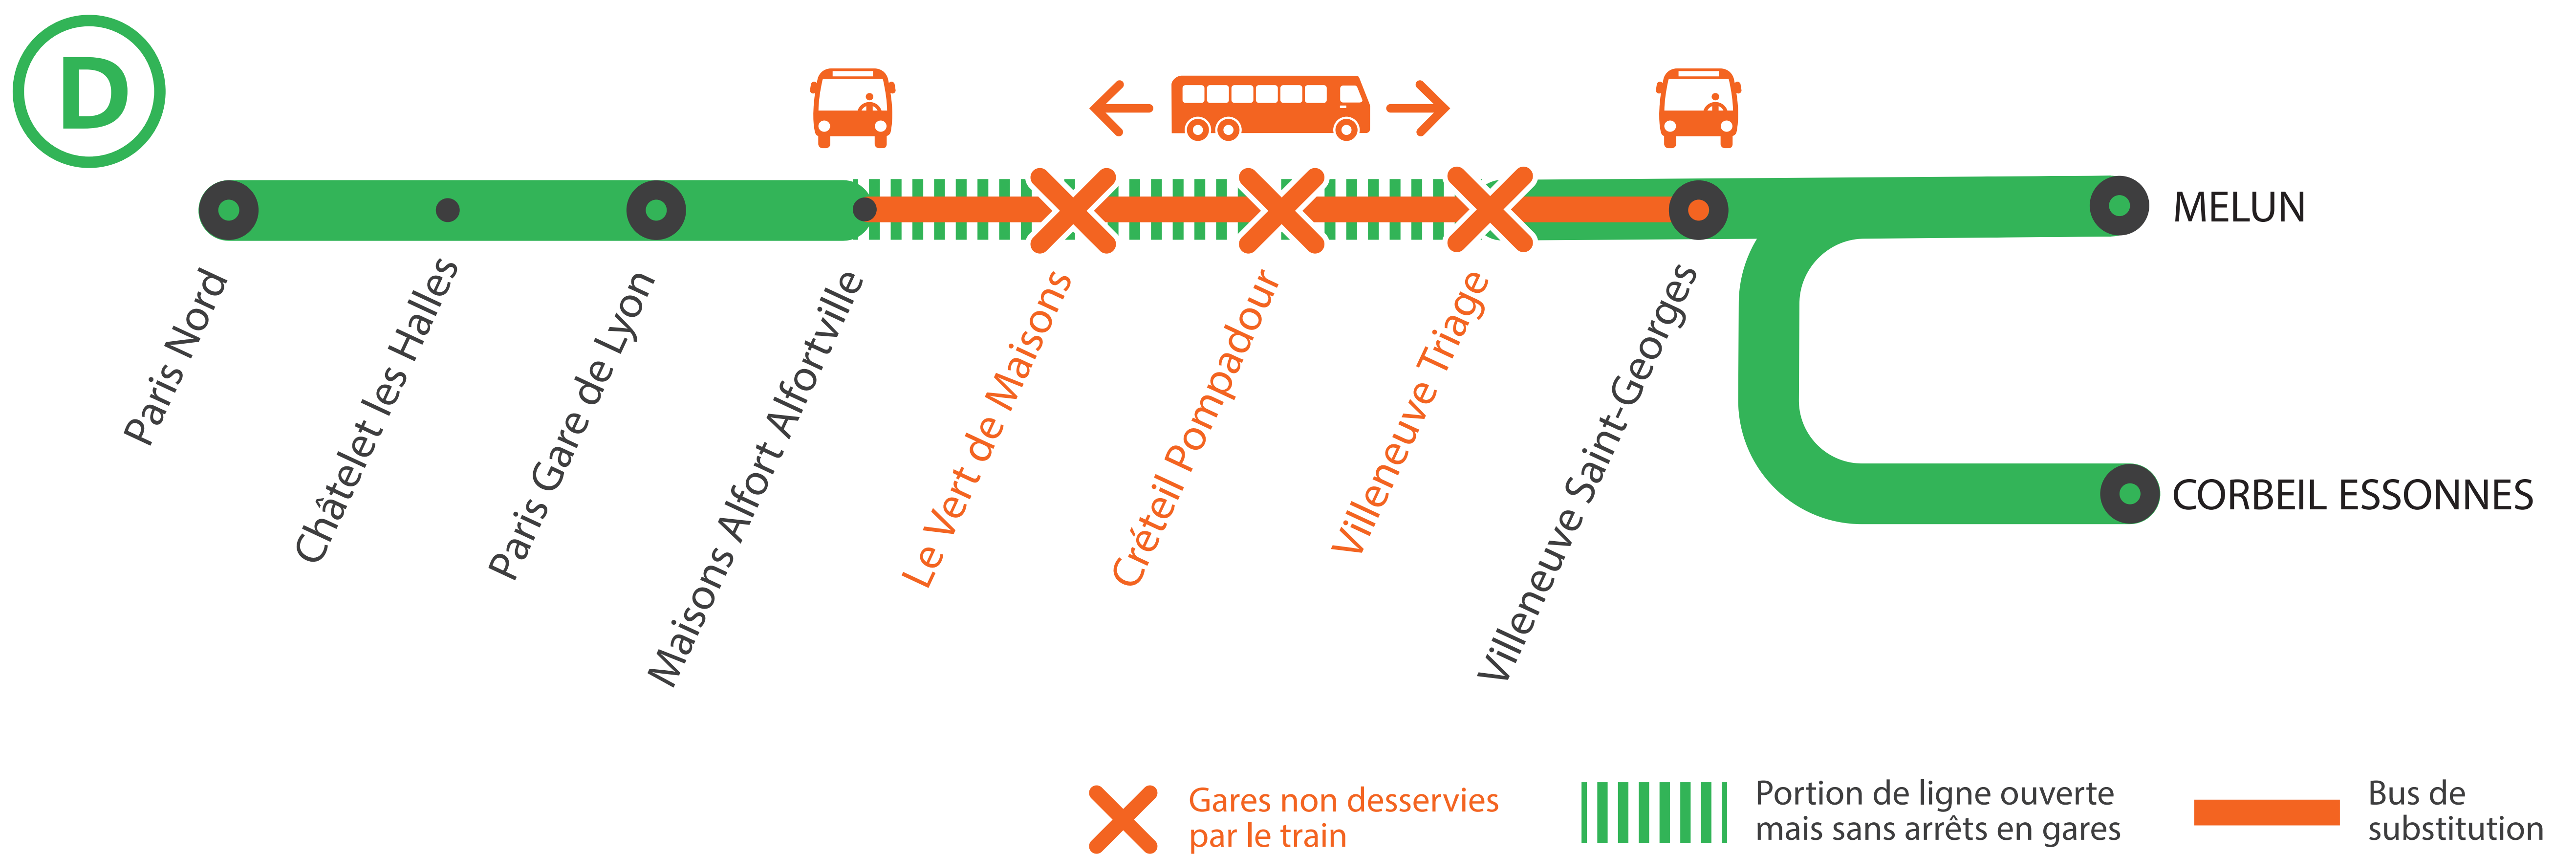 D
Paris Nord
Châtelet les Halles
Paris Gare de Lyon
Maisons Alfort Alfortville
Le Vert de Maisons
Créteil Pompadour
Villeneuve Triage
Villeneuve Saint-Georges
MELUN
CORBEIL ESSONNES
Gares non desservies
par le train
Portion de ligne ouverte
mais sans arrêts en gares
Bus de
substitution